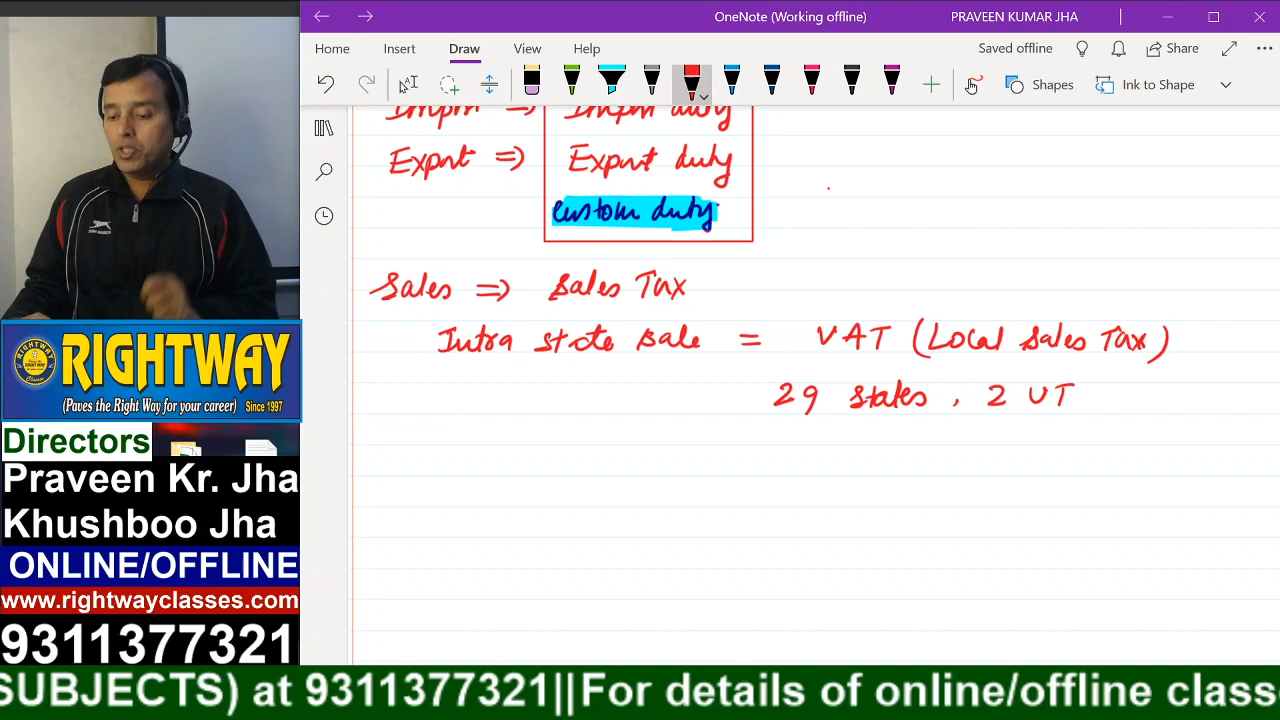 OneNote (Working offline)
PRAVEEN KUMAR JHA
Home Insert Draw View Help
Saved offline
Share
Shapes
Ink to Shape
Import => Import duty
Export => Export duty
Custom duty
Sales => Sales Tax
Intra state sale = VAT (Local Sales Tax)
29 states, 2 UT
RIGHTWAY
(Paves the Right Way for your career) Since 1997
Directors
Praveen Kr. Jha
Khushboo Jha
ONLINE/OFFLINE
www.rightwayclasses.com
9311377321
SUBJECTS) at 9311377321||For details of online/offline class